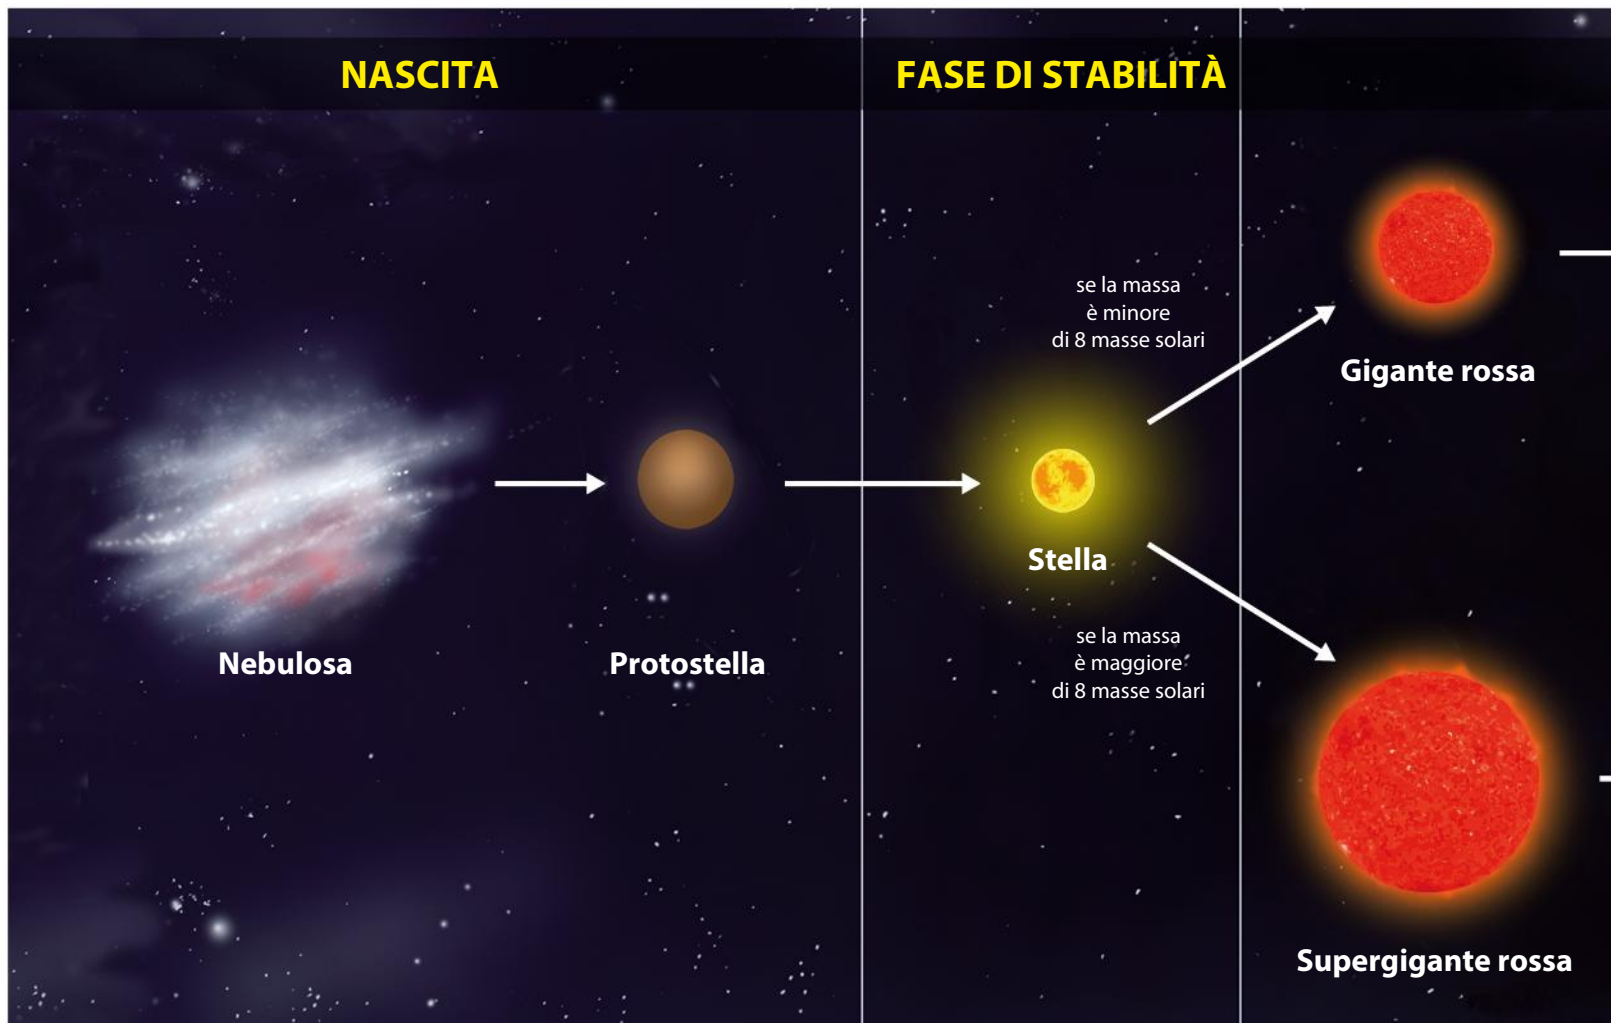 NASCITA
FASE DI STABILITÀ
se la massa
è minore
di 8 masse solari
Gigante rossa
Stella
Nebulosa
Protostella
se la massa
è maggiore
di 8 masse solari
Supergigante rossa